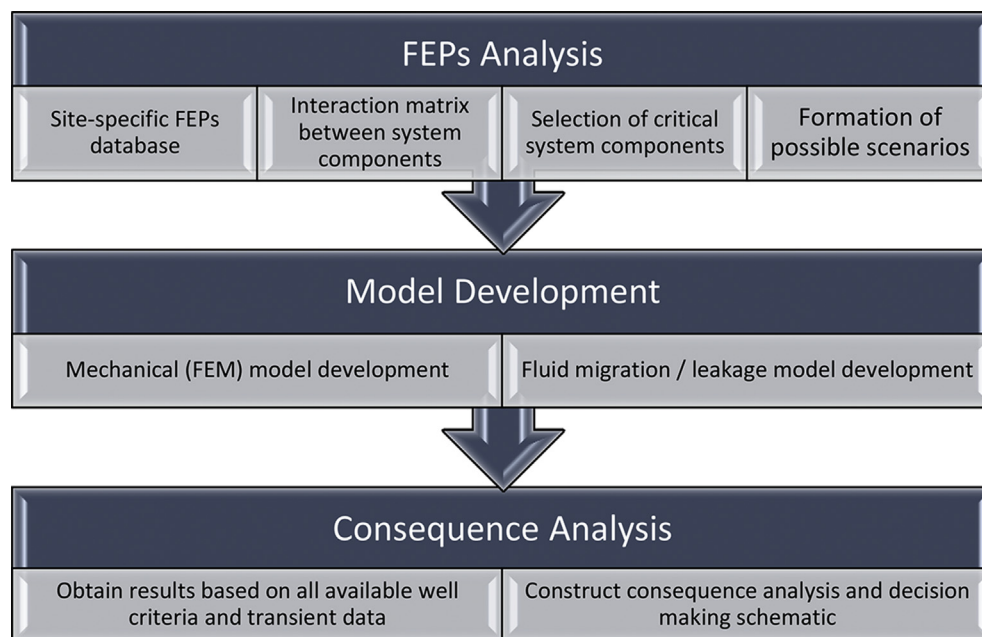 FEPs Analysis
Site-specific FEPs
database
Interaction matrix
between system
components
Selection of critical
system components
Formation of
possible scenarios
Model Development
Mechanical (FEM) model development
Fluid migration / leakage model development
Consequence Analysis
Obtain results based on all available well
criteria and transient data
Construct consequence analysis and decision
making schematic